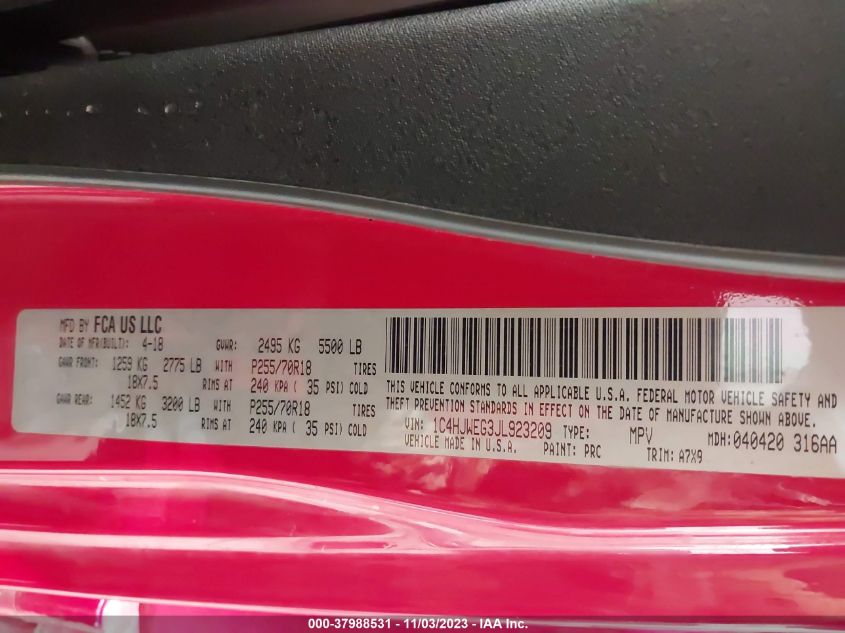 MFD BY FCA US LLC
DATE OF MFR(BUILT): 4-18 GVWR: 2495 KG 5500 LB
GAWR FRONT: 1259 KG 2775 LB WITH P255/70R18 TIRES
18X7.5 RIMS AT 240 KPA ( 35 PSI) COLD
GAWR REAR: 1452 KG 3200 LB WITH P255/70R18 TIRES
18X7.5 RIMS AT 240 KPA ( 35 PSI) COLD
THIS VEHICLE CONFORMS TO ALL APPLICABLE U.S.A. FEDERAL MOTOR VEHICLE SAFETY AND
THEFT PREVENTION STANDARDS IN EFFECT ON THE DATE OF MANUFACTURE SHOWN ABOVE.
VIN: 1C4HJWEG3JL923209 TYPE: MPV MDH: 040420 316AA
VEHICLE MADE IN U.S.A. PAINT: PRC TRIM: A7X9
000-37988531 - 11/03/2023 - IAA Inc.